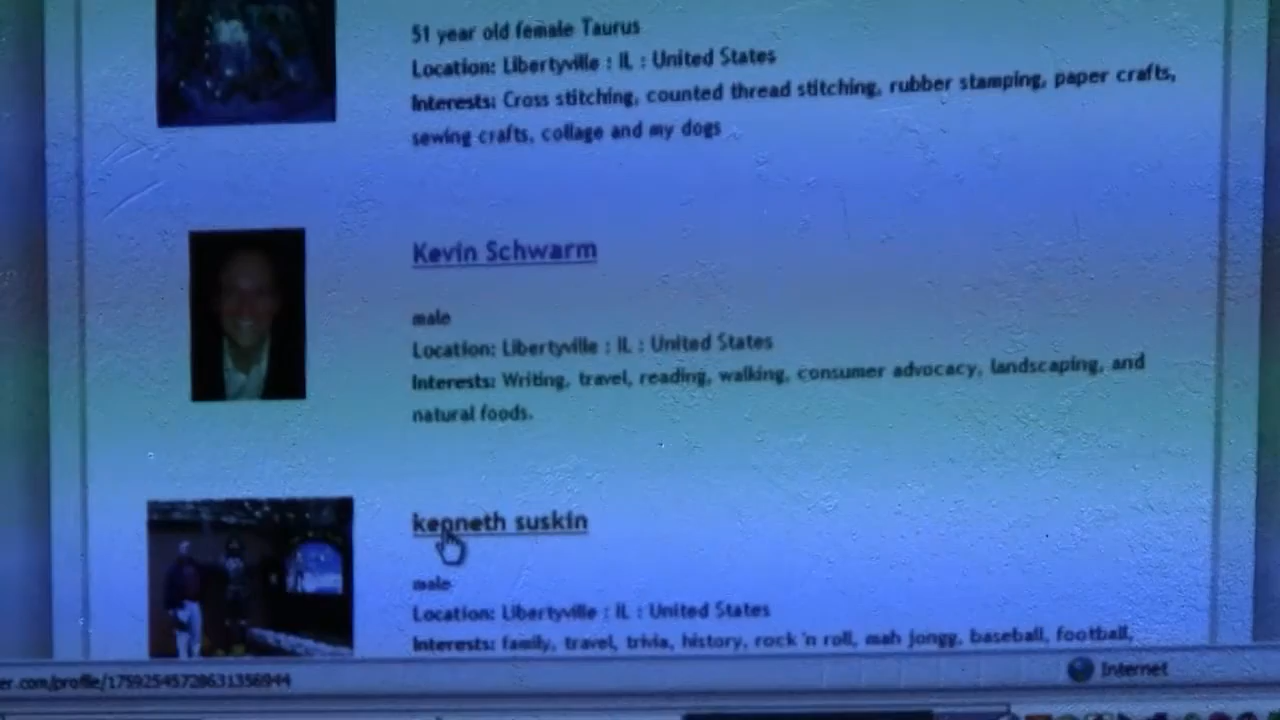 51 year old female Taurus
Location: Libertyville : IL : United States
Interests: Cross stitching, counted thread stitching, rubber stamping, paper crafts,
sewing crafts, collage and my dogs
Kevin Schwarm
male
Location: Libertyville : IL : United States
Interests: Writing, travel, reading, walking, consumer advocacy, landscaping, and
natural foods.
kenneth suskin
male
Location: Libertyville : IL : United States
Interests: family, travel, trivia, history, rock 'n roll, mah jongg, baseball, football,
Internet